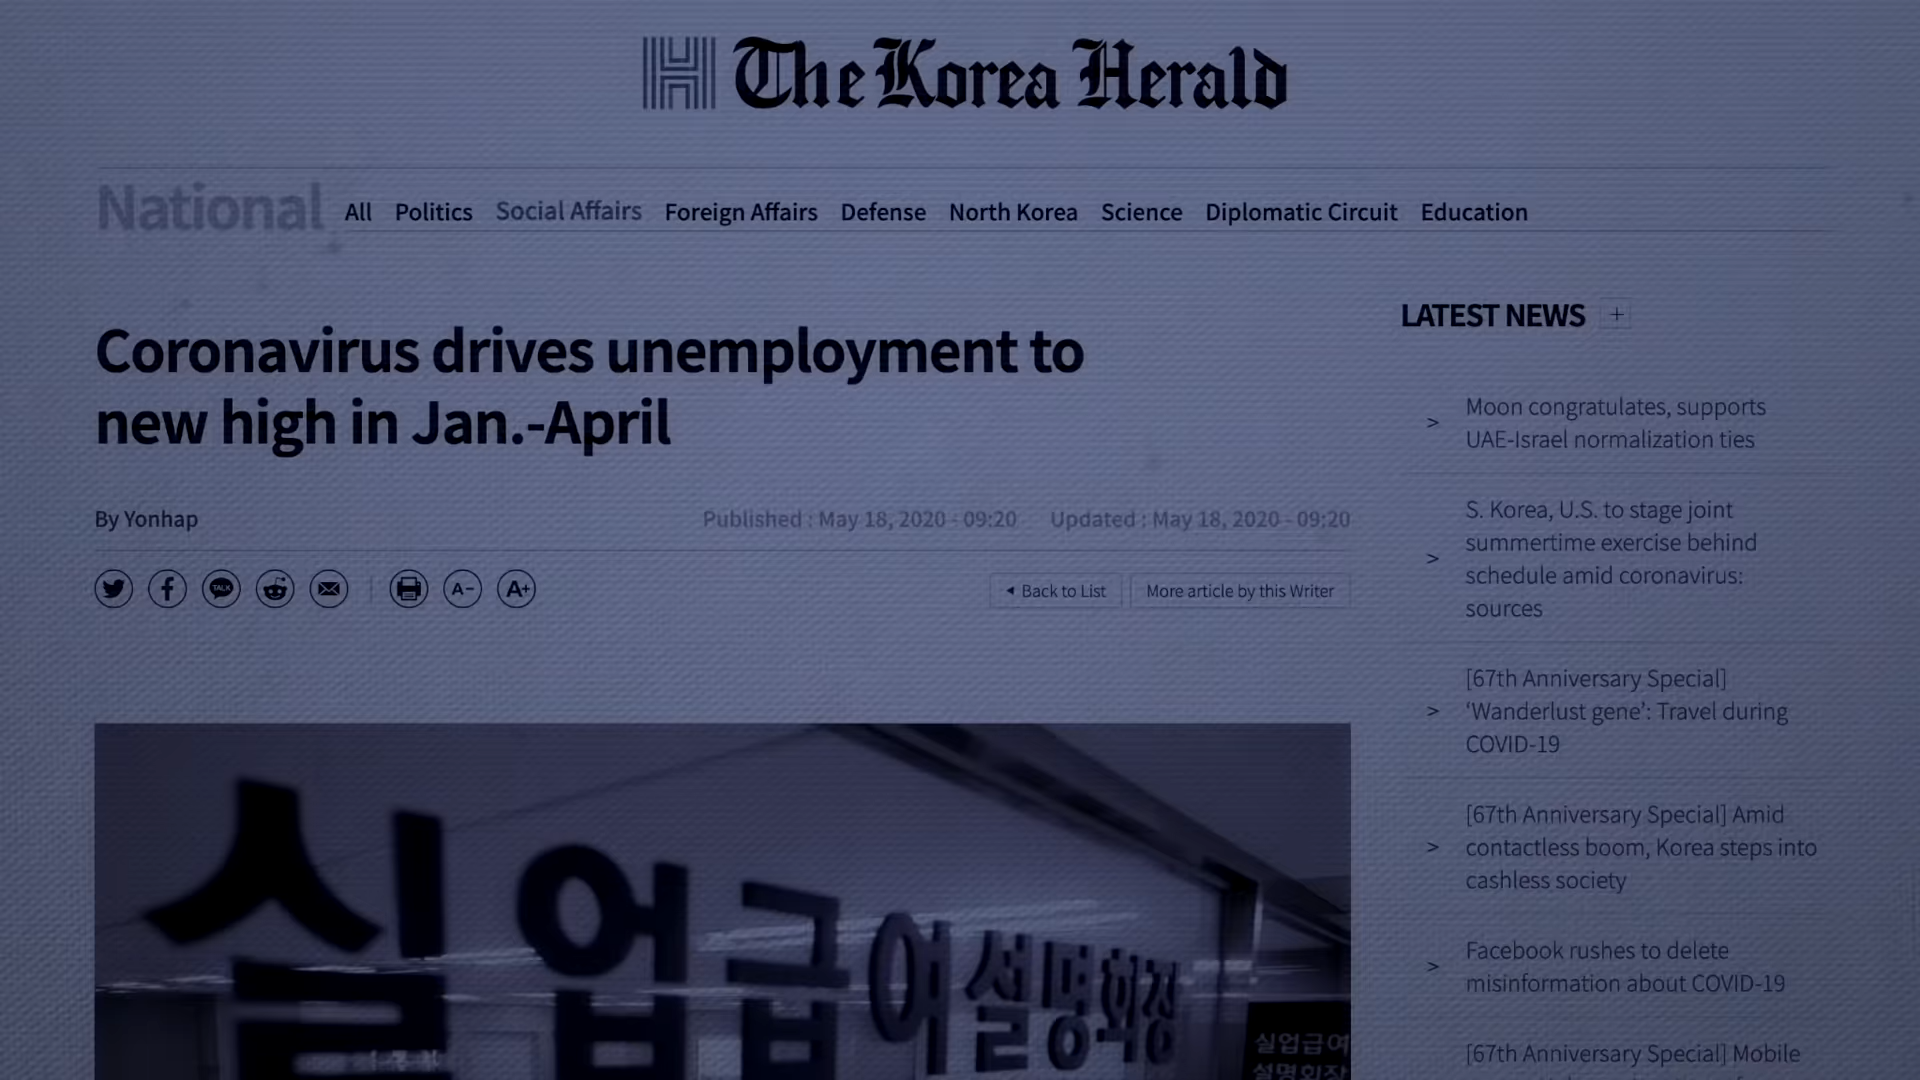 The Korea Herald
National All Politics Social Affairs Foreign Affairs Defense North Korea Science Diplomatic Circuit Education
Coronavirus drives unemployment to
new high in Jan.-April
By Yonhap Published : May 18, 2020 - 09:20 Updated : May 18, 2020 - 09:20
TALK A- A+ Back to List More article by this Writer
실업급여설명회장
실업급여
설명회장
LATEST NEWS +
> Moon congratulates, supports
UAE-Israel normalization ties
> S. Korea, U.S. to stage joint
summertime exercise behind
schedule amid coronavirus:
sources
> [67th Anniversary Special]
‘Wanderlust gene’: Travel during
COVID-19
> [67th Anniversary Special] Amid
contactless boom, Korea steps into
cashless society
> Facebook rushes to delete
misinformation about COVID-19
[67th Anniversary Special] Mobile